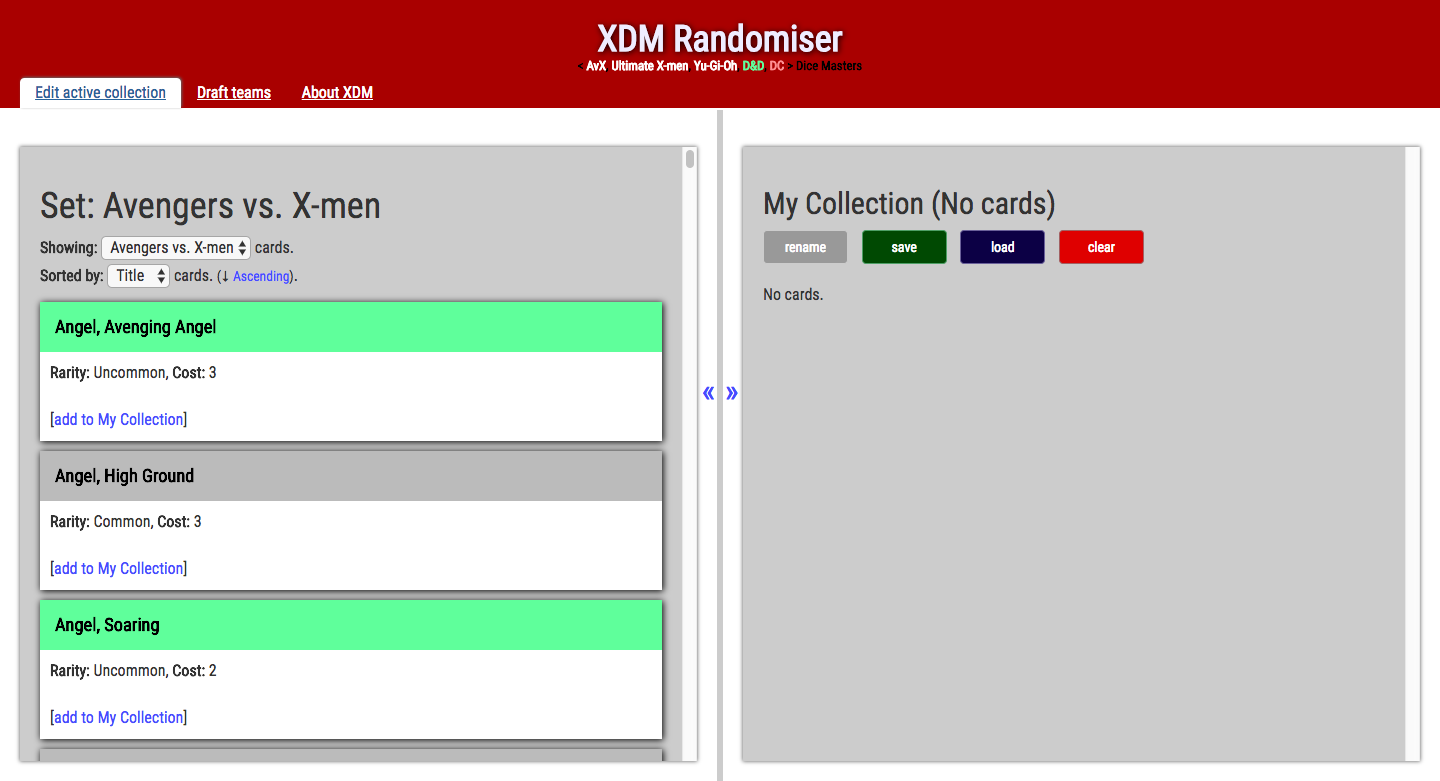 XDM Randomiser
< AvX Ultimate X-men Yu-Gi-Oh D&D DC > Dice Masters
Edit active collection
Draft teams
About XDM
Set: Avengers vs. X-men
Showing: Avengers vs. X-men cards.
Sorted by: Title cards. (↓ Ascending).
Angel, Avenging Angel
Rarity: Uncommon, Cost: 3
[add to My Collection]
Angel, High Ground
Rarity: Common, Cost: 3
[add to My Collection]
Angel, Soaring
Rarity: Uncommon, Cost: 2
[add to My Collection]
«
»
My Collection (No cards)
rename
save
load
clear
No cards.